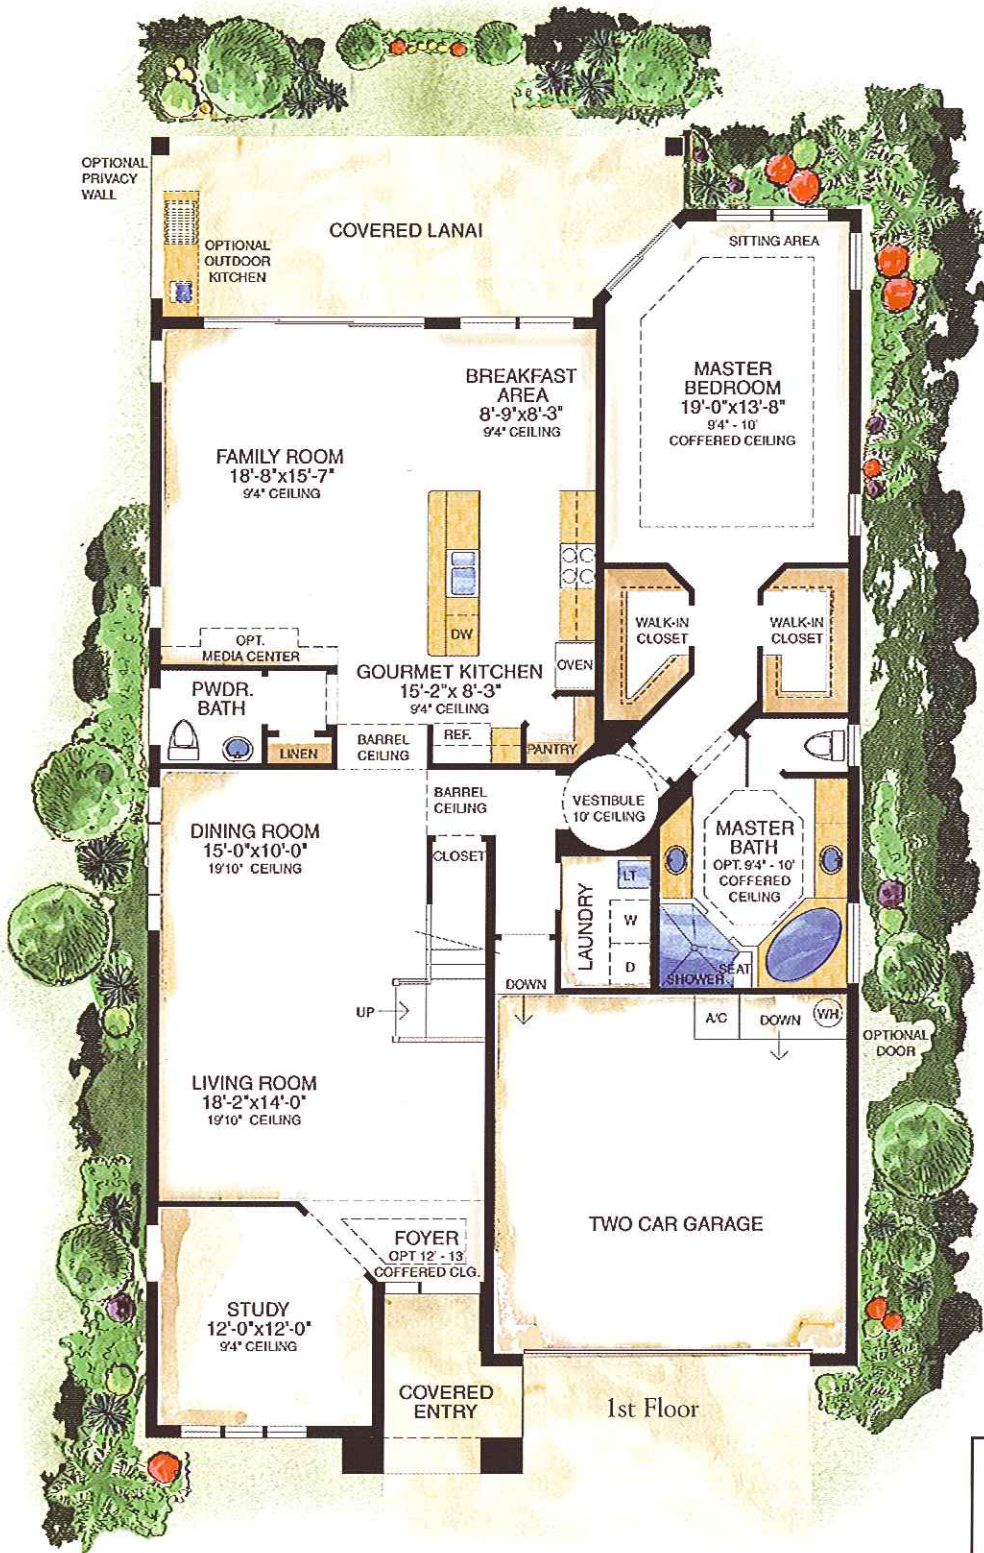 OPTIONAL
PRIVACY
WALL
COVERED LANAI
OPTIONAL
OUTDOOR
KITCHEN
SITTING AREA
BREAKFAST
AREA
8'-9"x8'-3"
9'4" CEILING
MASTER
BEDROOM
19'-0"x13'-8"
9'4" - 10'
COFFERED CEILING
FAMILY ROOM
18'-8"x15'-7"
9'4" CEILING
DW
OPT.
MEDIA CENTER
WALK-IN
CLOSET
WALK-IN
CLOSET
OVEN
GOURMET KITCHEN
15'-2"x 8'-3"
9'4" CEILING
PWDR.
BATH
LINEN
BARREL
CEILING
REF.
PANTRY
BARREL
CEILING
VESTIBULE
10' CEILING
DINING ROOM
15'-0"x10'-0"
19'10" CEILING
CLOSET
MASTER
BATH
OPT. 9'4" - 10'
COFFERED
CEILING
LAUNDRY
LT
W
D
SHOWER
SEAT
DOWN
UP
A/C
DOWN
WH
OPTIONAL
DOOR
LIVING ROOM
18'-2"x14'-0"
19'10" CEILING
TWO CAR GARAGE
FOYER
OPT 12' - 13'
COFFERED CLG.
STUDY
12'-0"x12'-0"
9'4" CEILING
COVERED
ENTRY
1st Floor